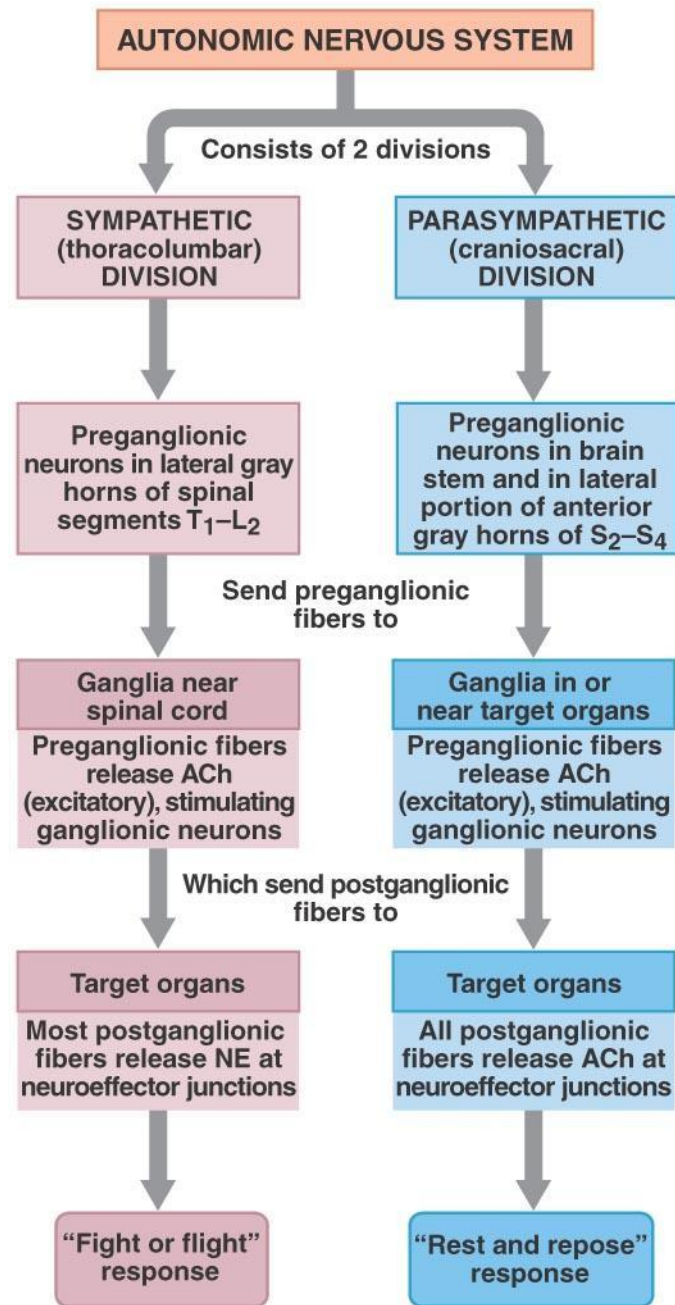 AUTONOMIC NERVOUS SYSTEM
Consists of 2 divisions
SYMPATHETIC
(thoracolumbar)
DIVISION
PARASYMPATHETIC
(craniosacral)
DIVISION
Preganglionic
neurons in lateral gray
horns of spinal
segments T₁–L₂
Preganglionic
neurons in brain
stem and in lateral
portion of anterior
gray horns of S₂–S₄
Send preganglionic
fibers to
Ganglia near
spinal cord
Preganglionic fibers
release ACh
(excitatory), stimulating
ganglionic neurons
Ganglia in or
near target organs
Preganglionic fibers
release ACh
(excitatory), stimulating
ganglionic neurons
Which send postganglionic
fibers to
Target organs
Most postganglionic
fibers release NE at
neuroeffector junctions
Target organs
All postganglionic
fibers release ACh at
neuroeffector junctions
“Fight or flight”
response
“Rest and repose”
response